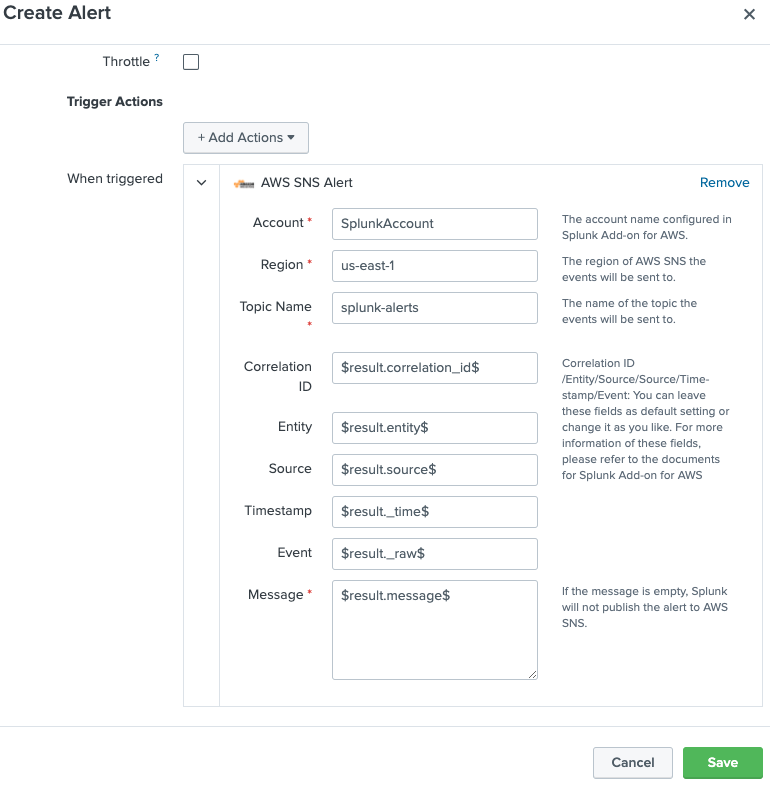 Create Alert ×
Throttle ?
Trigger Actions
+ Add Actions
When triggered
AWS SNS Alert
Remove
Account *
SplunkAccount
The account name configured in
Splunk Add-on for AWS.
Region *
us-east-1
The region of AWS SNS the
events will be sent to.
Topic Name
*
splunk-alerts
The name of the topic the
events will be sent to.
Correlation
ID
$result.correlation_id$
Correlation ID
/Entity/Source/Source/Time-
stamp/Event: You can leave
these fields as default setting or
change it as you like. For more
information of these fields,
please refer to the documents
for Splunk Add-on for AWS
Entity
$result.entity$
Source
$result.source$
Timestamp
$result._time$
Event
$result._raw$
Message *
$result.message$
If the message is empty, Splunk
will not publish the alert to AWS
SNS.
Cancel
Save